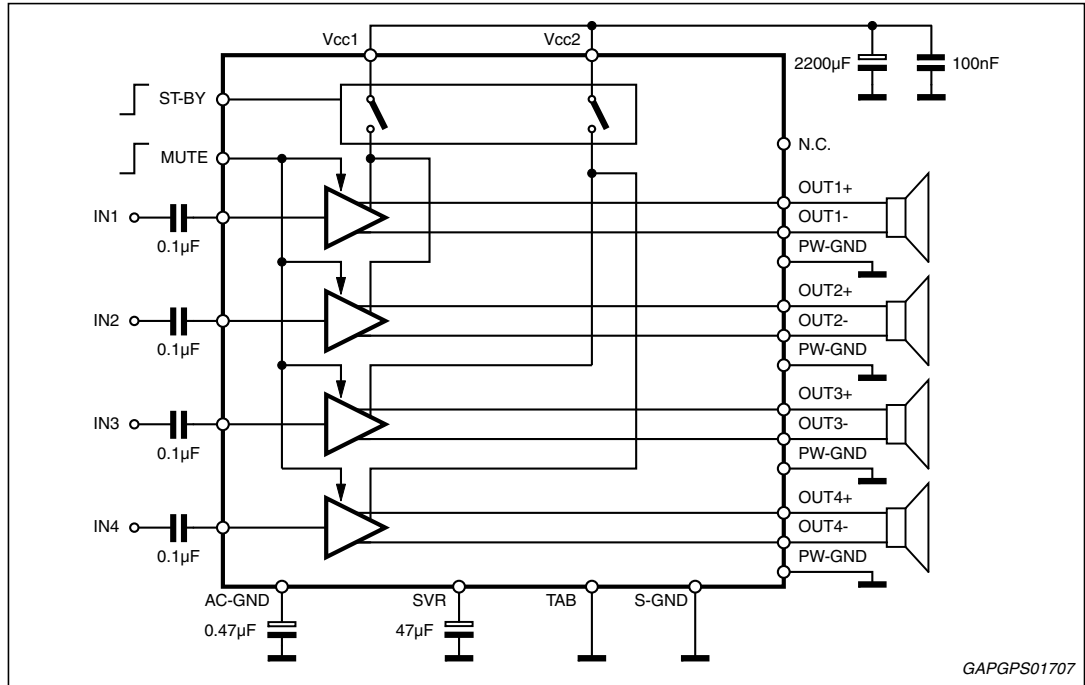 Vcc1
Vcc2
2200µF
100nF
ST-BY
MUTE
N.C.
IN1
0.1µF
OUT1+
OUT1-
PW-GND
IN2
0.1µF
OUT2+
OUT2-
PW-GND
IN3
0.1µF
OUT3+
OUT3-
PW-GND
IN4
0.1µF
OUT4+
OUT4-
PW-GND
AC-GND
SVR
TAB
S-GND
0.47µF
47µF
GAPGPS01707